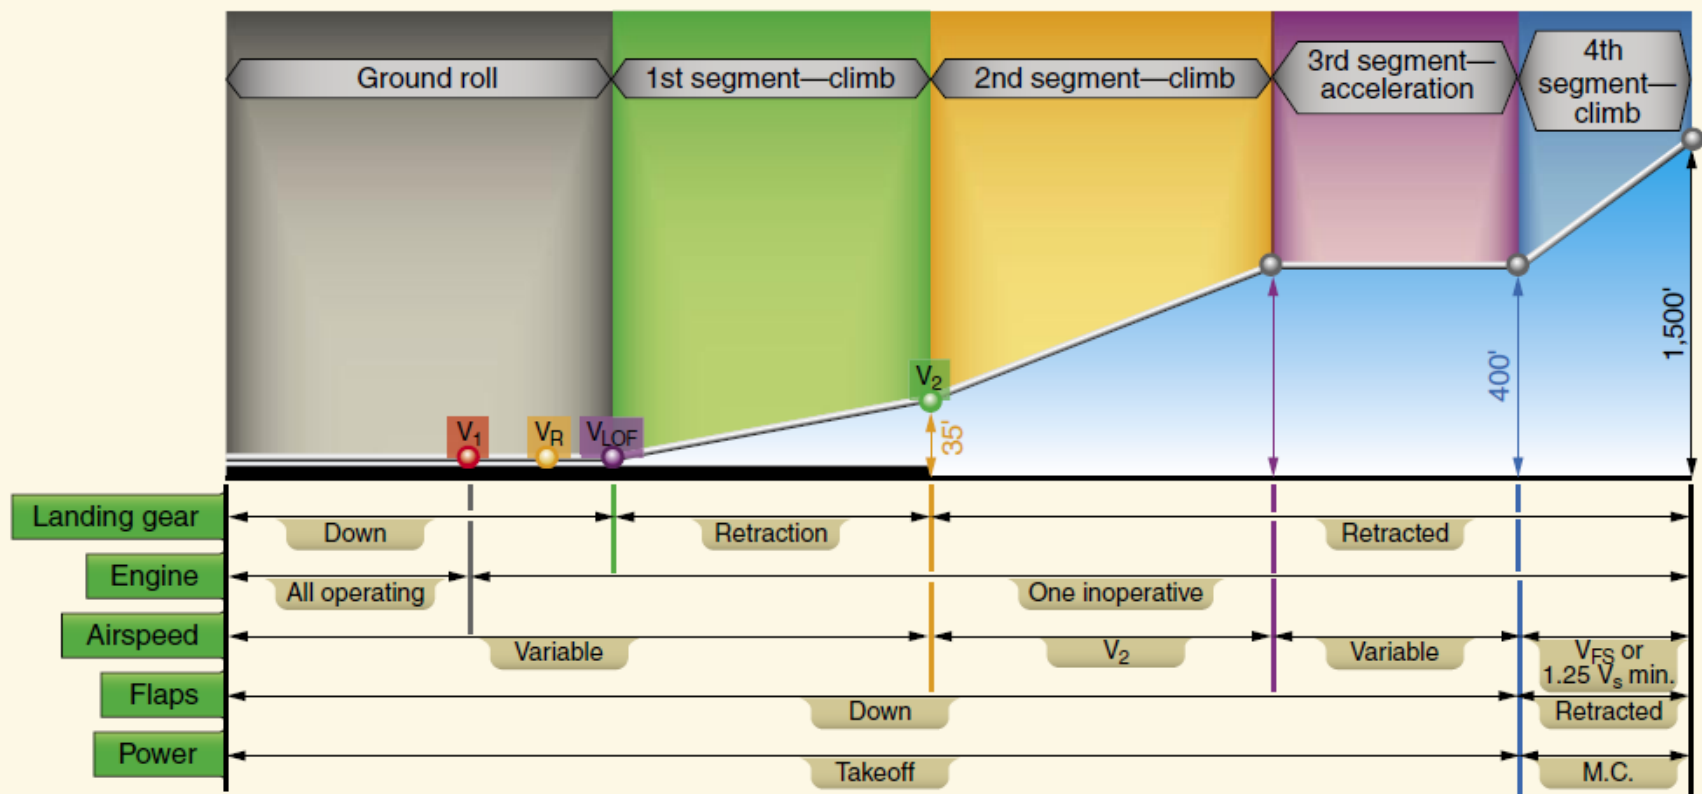 Ground roll
1st segment—climb
2nd segment—climb
3rd segment—
acceleration
4th
segment—
climb
V1
VR
VLOF
V2
35'
400'
1,500'
Landing gear
Down
Retraction
Retracted
Engine
All operating
One inoperative
Airspeed
Variable
V2
Variable
VFS or
1.25 Vs min.
Flaps
Down
Retracted
Power
Takeoff
M.C.